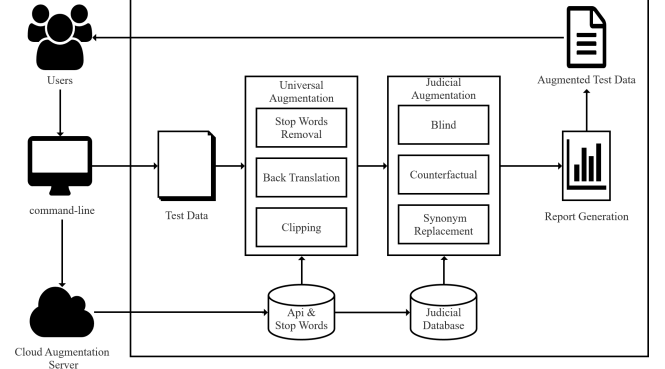 Users
command-line
Cloud Augmentation
Server
Test Data
Universal
Augmentation
Stop Words
Removal
Back Translation
Clipping
Api &
Stop Words
Judicial
Augmentation
Blind
Counterfactual
Synonym
Replacement
Judicial
Database
Augmented Test Data
Report Generation